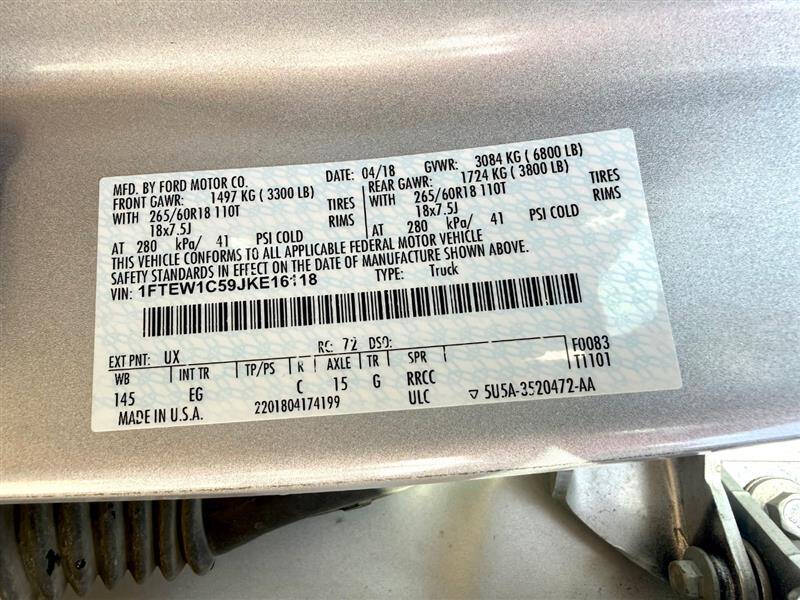 MFD. BY FORD MOTOR CO. DATE: 04/18 GVWR: 3084 KG ( 6800 LB)
FRONT GAWR: 1497 KG ( 3300 LB) REAR GAWR: 1724 KG ( 3800 LB)
WITH 265/60R18 110T TIRES 265/60R18 110T TIRES
18x7.5J RIMS 18x7.5J RIMS
AT 280 kPa/ 41 PSI COLD AT 280 kPa/ 41 PSI COLD
THIS VEHICLE CONFORMS TO ALL APPLICABLE FEDERAL MOTOR VEHICLE
SAFETY STANDARDS IN EFFECT ON THE DATE OF MANUFACTURE SHOWN ABOVE.
VIN: 1FTEW1C59JKE16118 TYPE: Truck
EXT PNT: UX RC: 72 DSO: F0083
WB INT TR TP/PS R AXLE TR SPR T1101
145 EG C 15 G RRCC
MADE IN U.S.A. 2201804174199 ULC ▽ 5U5A-3520472-AA